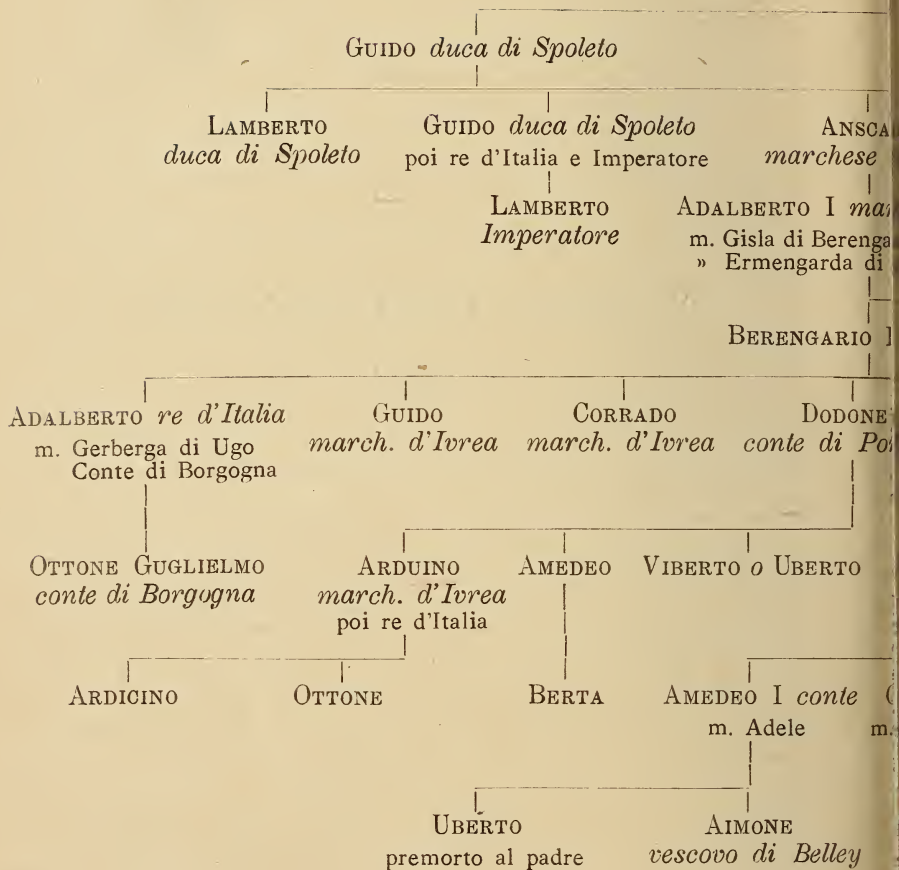 GUIDO duca di Spoleto
LAMBERTO GUIDO duca di Spoleto
duca di Spoleto poi re d'Italia e Imperatore marchese
LAMBERTO ADALBERTO I
Imperatore m. Gisla di
» Ermengarda di
BERENGARIO
ADALBERTO re d'Italia GUIDO CORRADO DODONE
m. Gerberga di Ugo march. d'Ivrea march. d'Ivrea conte di
Conte di Borgogna
OTTONE GUGLIELMO ARDUINO AMEDEO VIBERTO o UBERTO
conte di Borgogna march. d'Ivrea
poi re d'Italia
ARDICINO OTTONE BERTA AMEDEO I conte
m. Adele m.
UBERTO AIMONE
premorto al padre vescovo di Belley